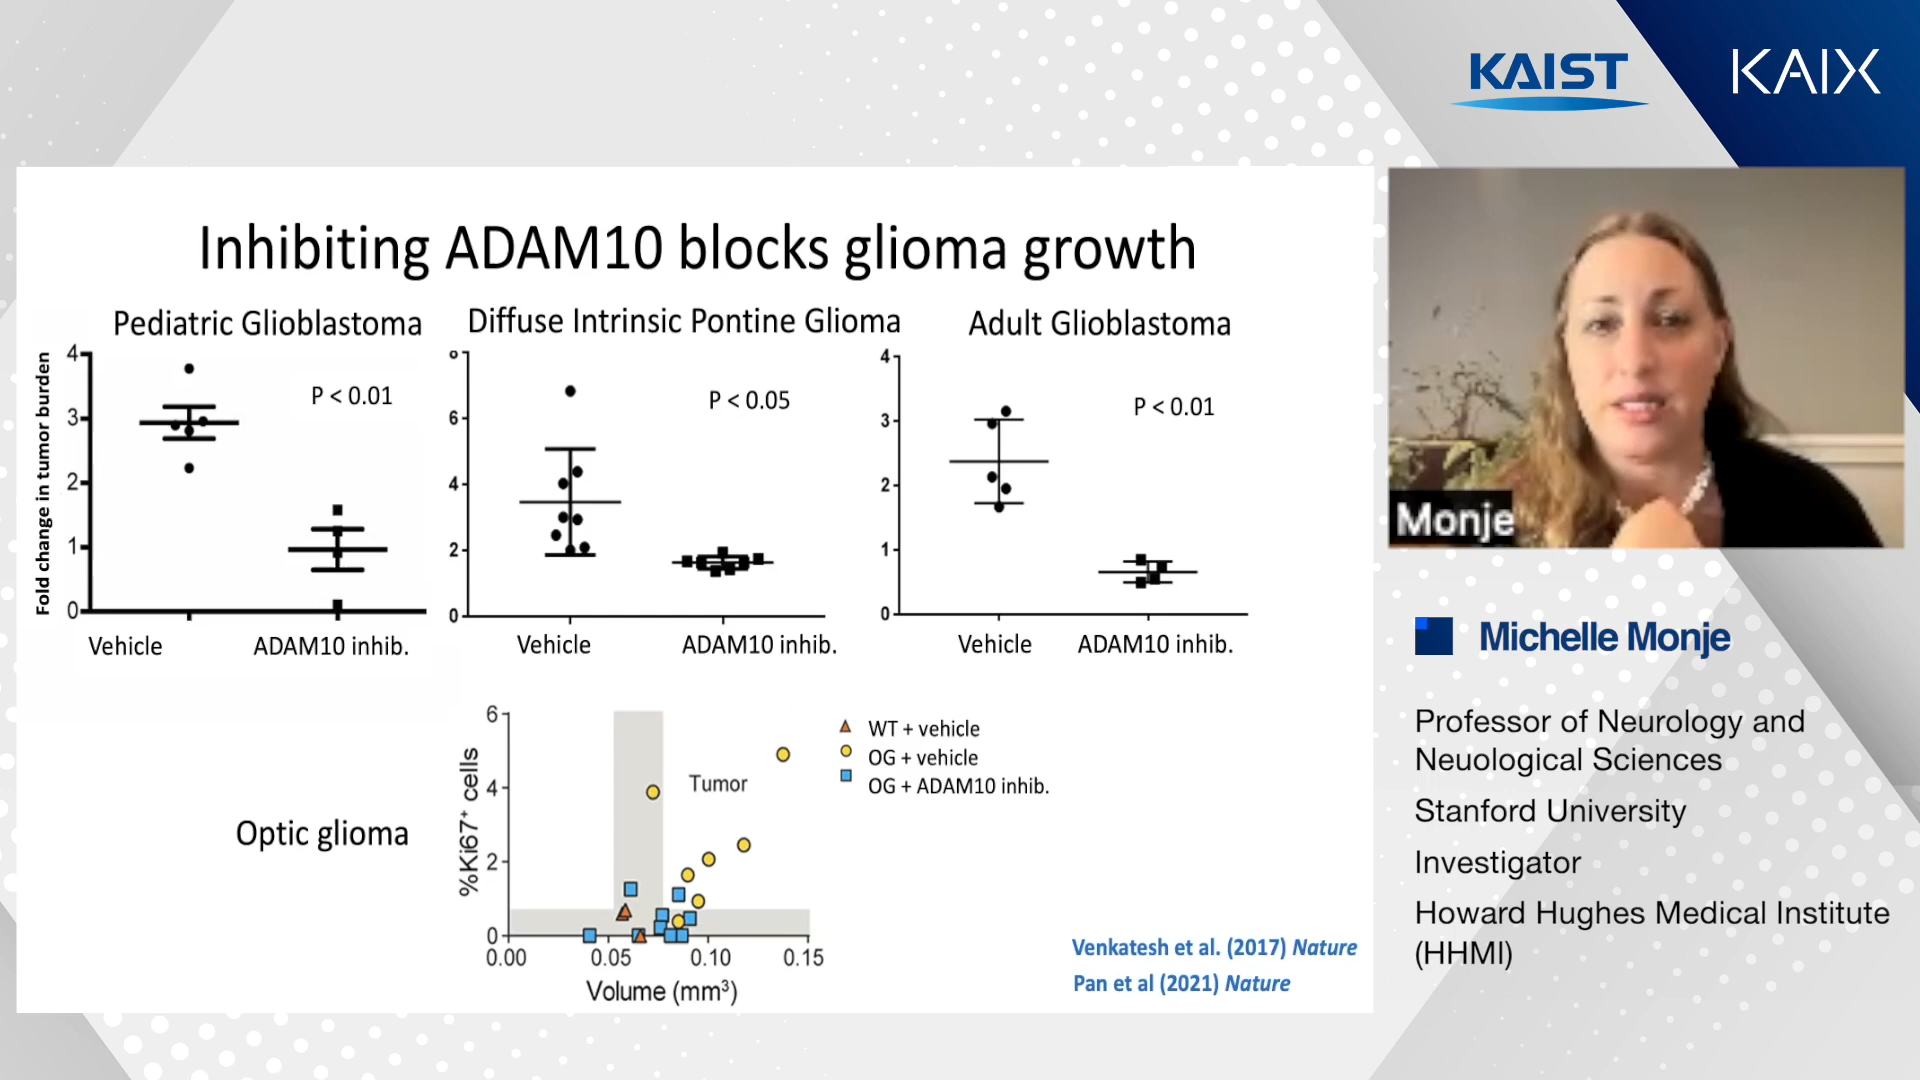 KAIST
KAIX
Inhibiting ADAM10 blocks glioma growth
Pediatric Glioblastoma
Diffuse Intrinsic Pontine Glioma
Adult Glioblastoma
Fold change in tumor burden
4
3
2
1
0
P < 0.01
Vehicle
ADAM10 inhib.
8
6
4
2
0
P < 0.05
Vehicle
ADAM10 inhib.
4
3
2
1
0
P < 0.01
Vehicle
ADAM10 inhib.
Optic glioma
%Ki67+ cells
6
4
2
0
Tumor
0.00
0.05
0.10
0.15
Volume (mm³)
WT + vehicle
OG + vehicle
OG + ADAM10 inhib.
Venkatesh et al. (2017) Nature
Pan et al (2021) Nature
Monje
Michelle Monje
Professor of Neurology and
Neuological Sciences
Stanford University
Investigator
Howard Hughes Medical Institute
(HHMI)